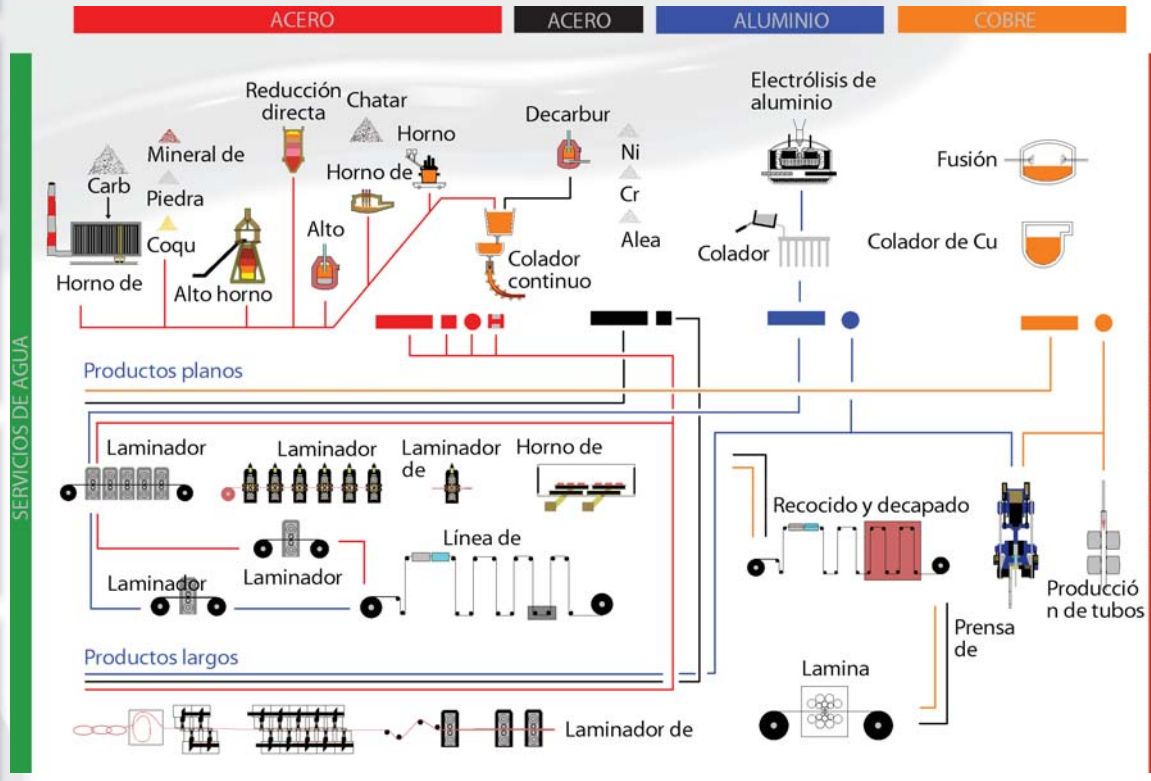 ACERO
ACERO
ALUMINIO
COBRE
SERVICIOS DE AGUA
Reducción
directa
Chatar
Horno
Horno de
Mineral de
Carb
Piedra
Coqu
Horno de
Alto horno
Alto
Decarbur
Ni
Cr
Alea
Colador
continuo
Electrólisis de
aluminio
Colador
Fusión
Colador de Cu
Productos planos
Laminador
Laminador
Laminador
de
Horno de
Línea de
Laminador
Laminador
Recocido y decapado
Producció
n de tubos
Prensa
de
Productos largos
Lamina
Laminador de